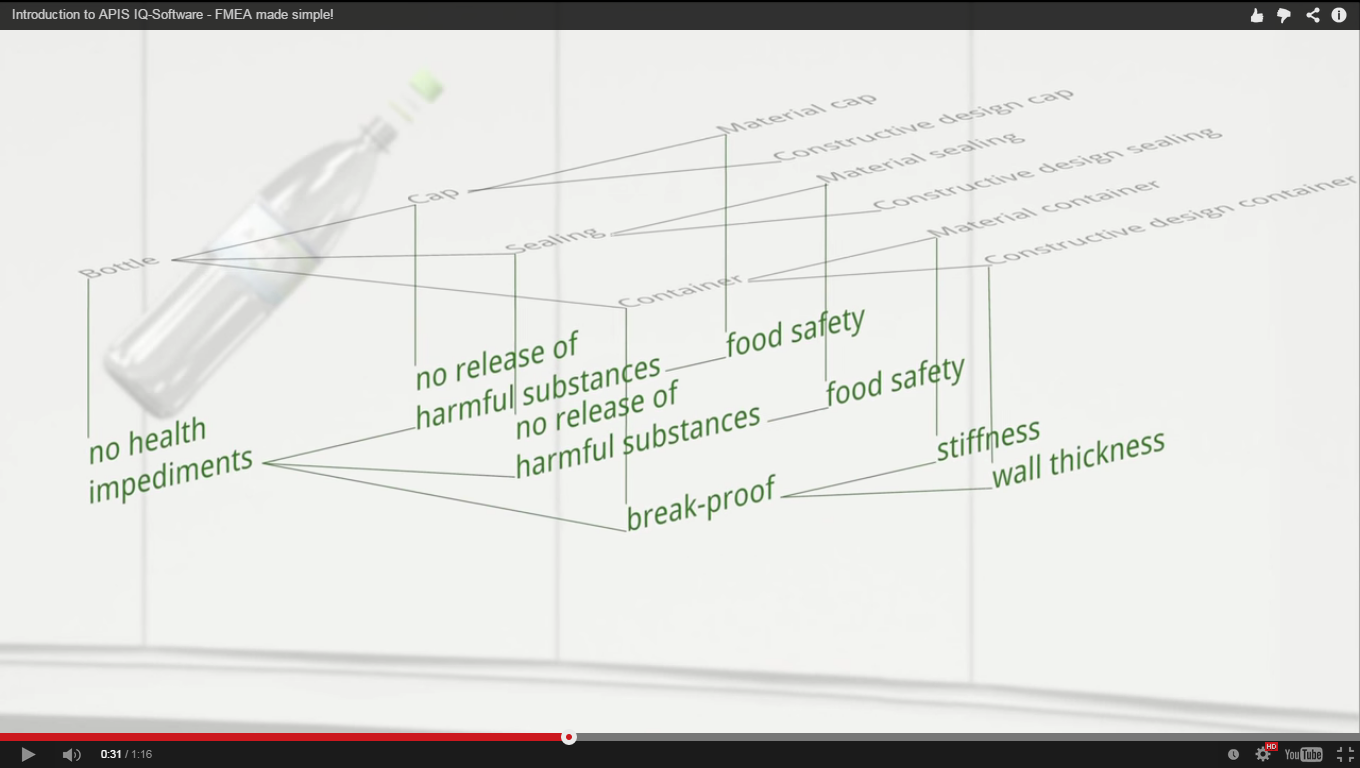 Introduction to APIS IQ-Software - FMEA made simple!
Material cap
Constructive design cap
Material sealing
Constructive design sealing
Material container
Constructive design container
Cap
Sealing
Bottle
Container
food safety
no release of
harmful substances
food safety
no release of
harmful substances
no health
impediments
stiffness
wall thickness
break-proof
0:31 / 1:16
HD
YouTube